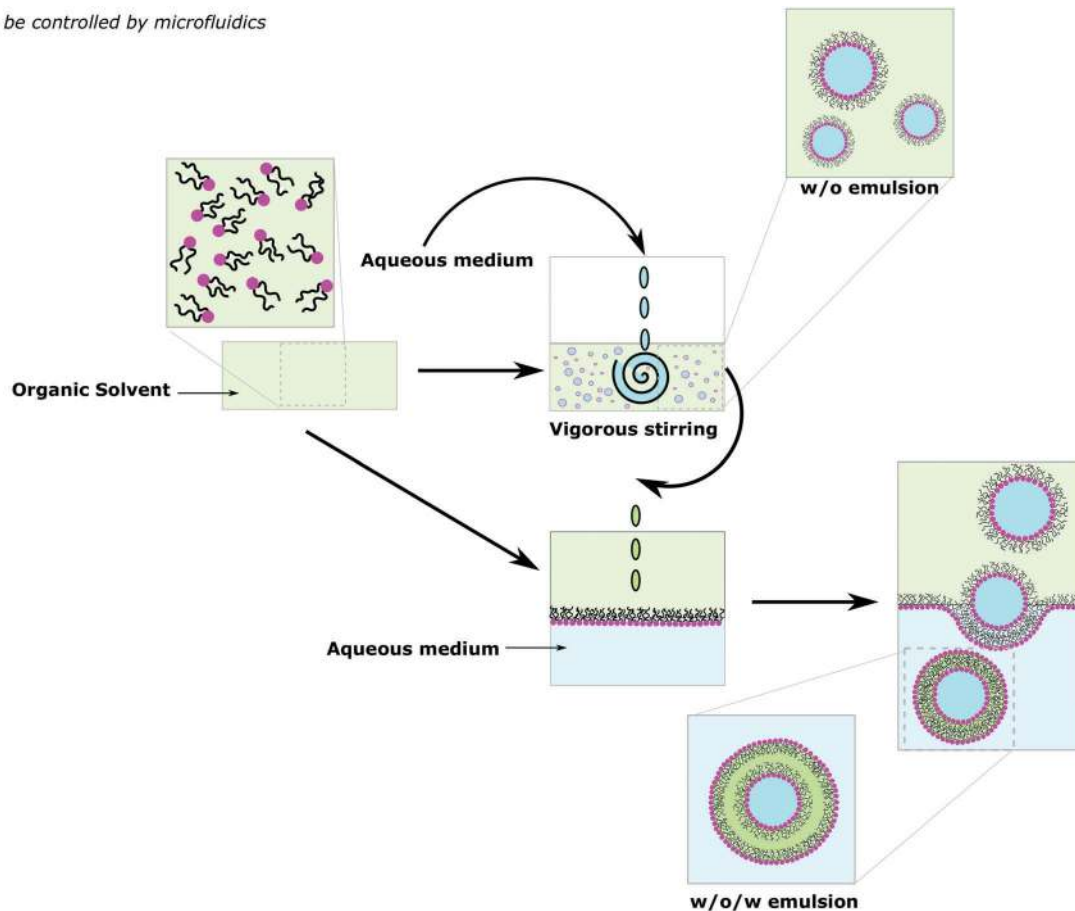 be controlled by microfluidics
w/o emulsion
Aqueous medium
Organic Solvent
Vigorous stirring
Aqueous medium
w/o/w emulsion